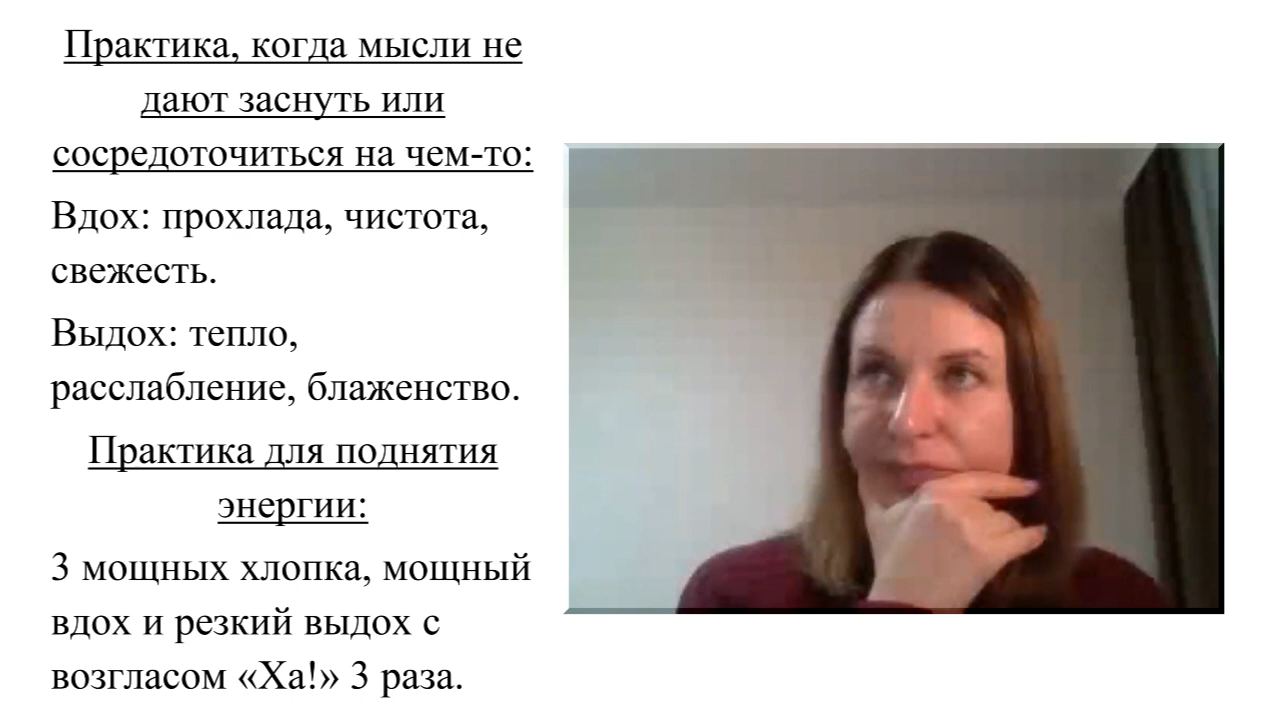 Практика, когда мысли не
дают заснуть или
сосредоточиться на чем-то:
Вдох: прохлада, чистота,
свежесть.
Выдох: тепло,
расслабление, блаженство.
Практика для поднятия
энергии:
3 мощных хлопка, мощный
вдох и резкий выдох с
возгласом «Ха!» 3 раза.